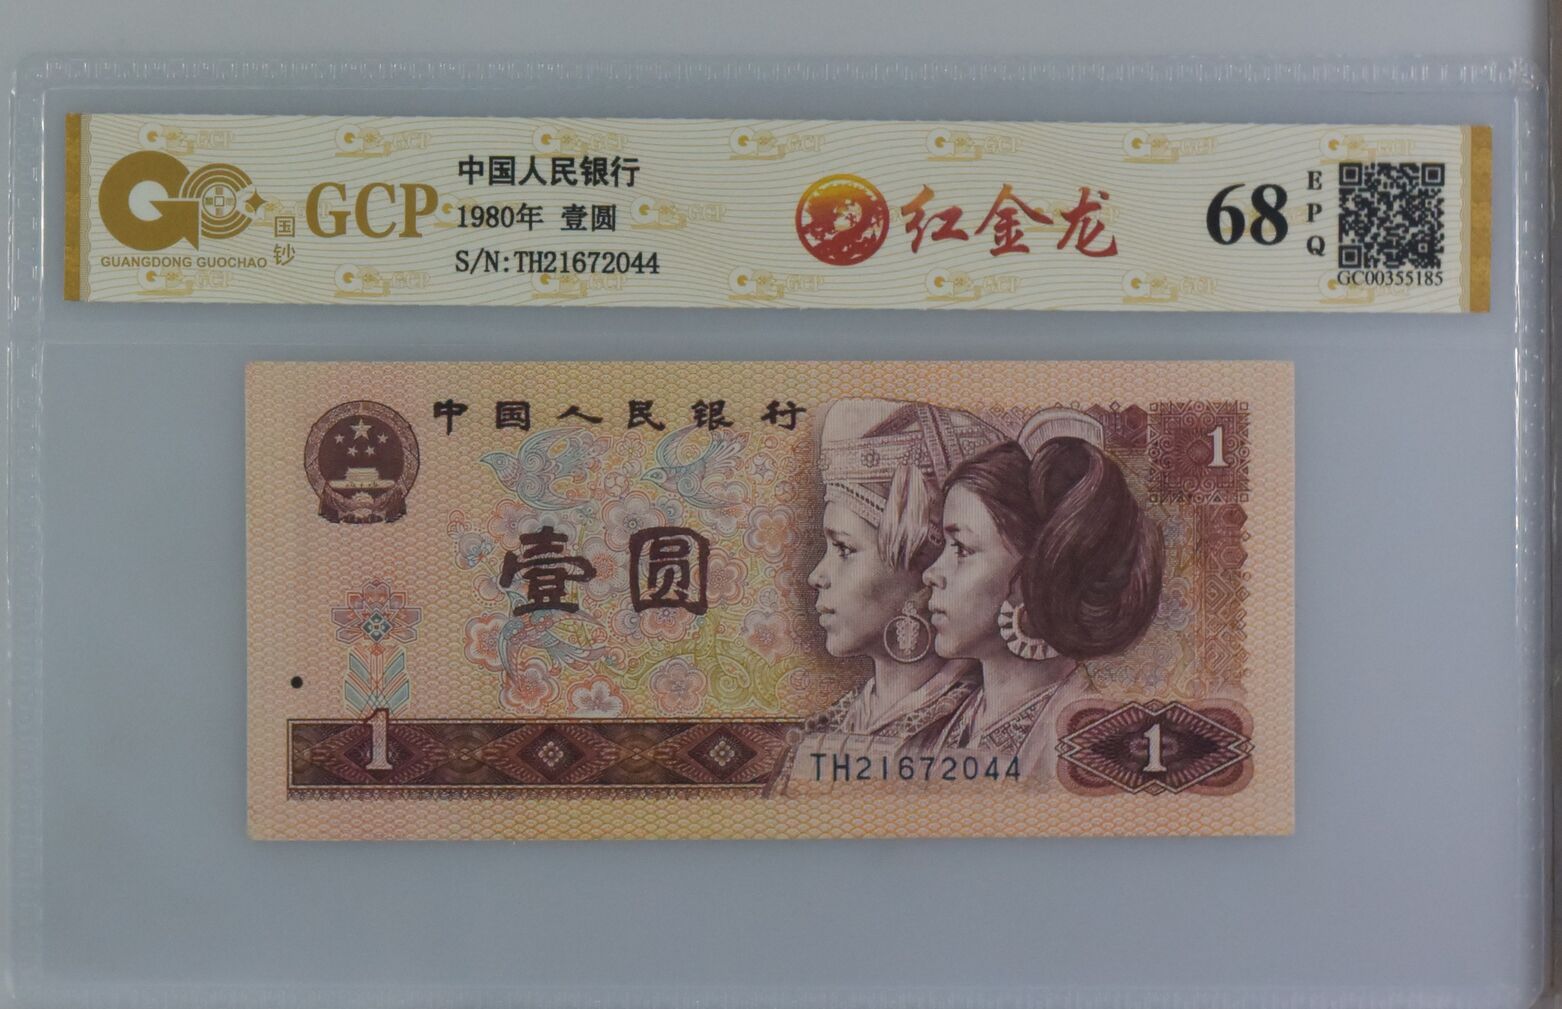 GUANGDONG GUOCHAO
国钞
GCP
中国人民银行
1980年 壹圆
S/N:TH21672044
红金龙
68
EPQ
GC00355185
中国人民银行
1
壹圆
1
TH21672044
1